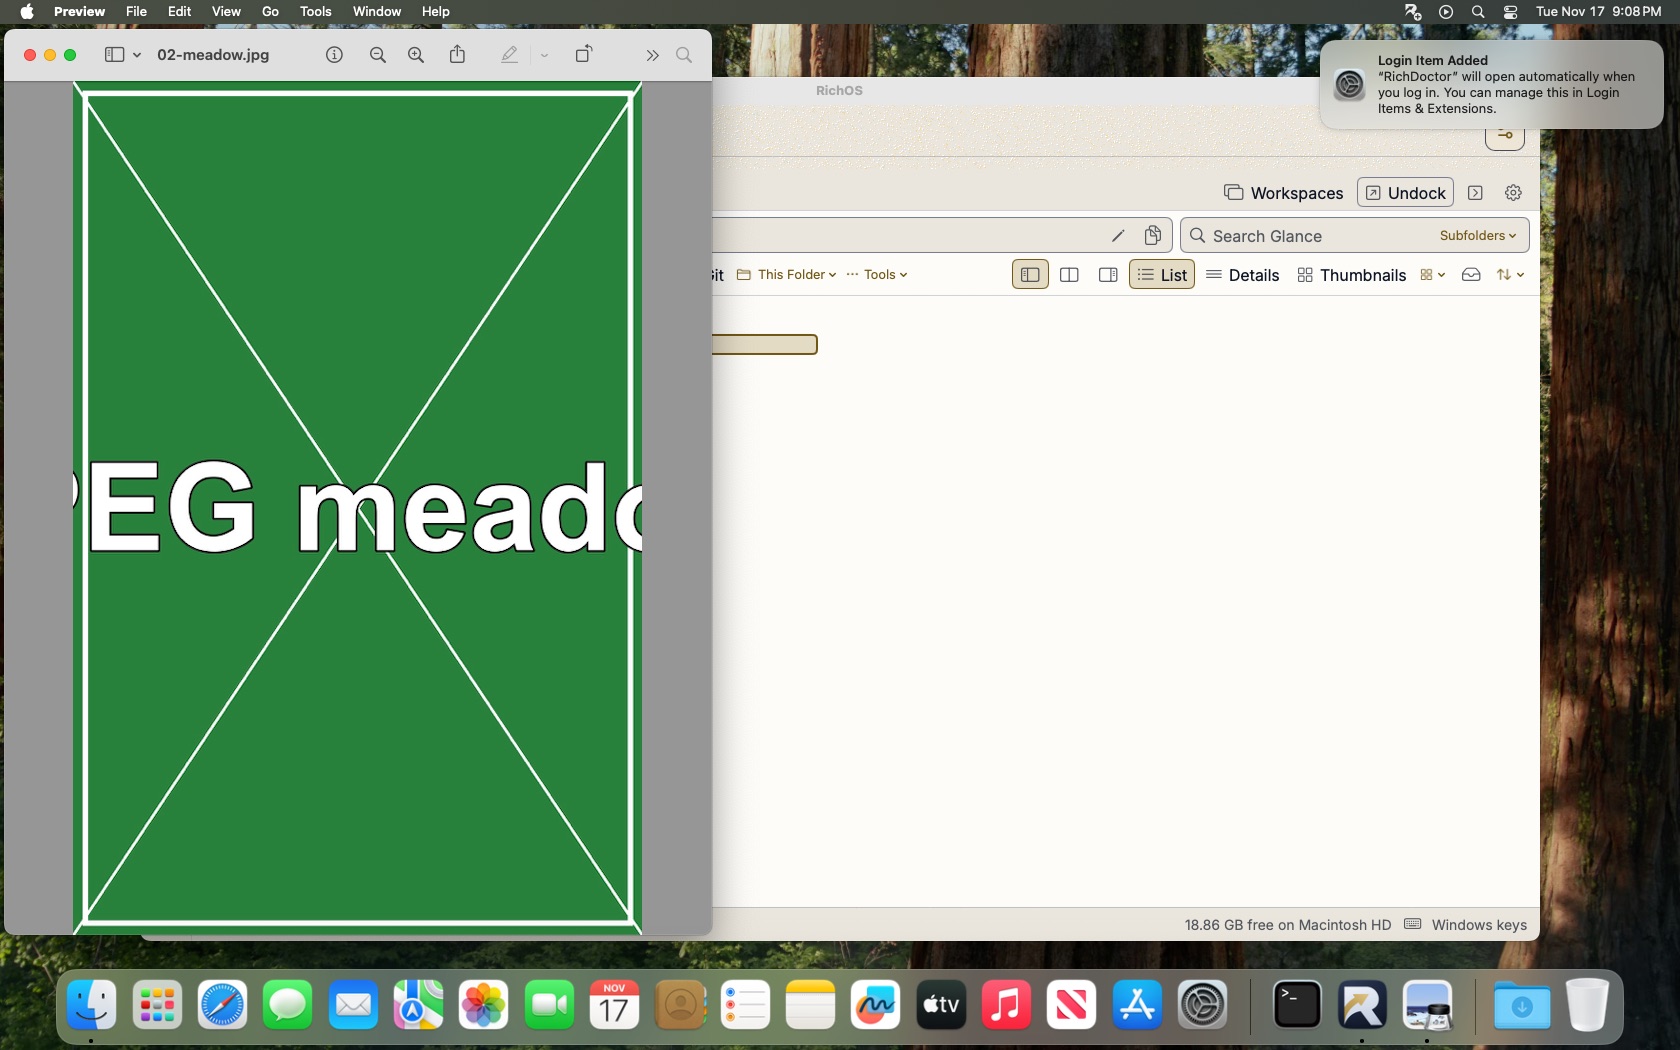 Preview File Edit View Go Tools Window Help
Tue Nov 17 9:08 PM
02-meadow.jpg
Login Item Added
“RichDoctor” will open automatically when
you log in. You can manage this in Login
Items & Extensions.
RichOS
Workspaces Undock
Search Glance Subfolders
it This Folder Tools List Details Thumbnails
PEG meado
18.86 GB free on Macintosh HD Windows keys
NOV
17
tv
>_